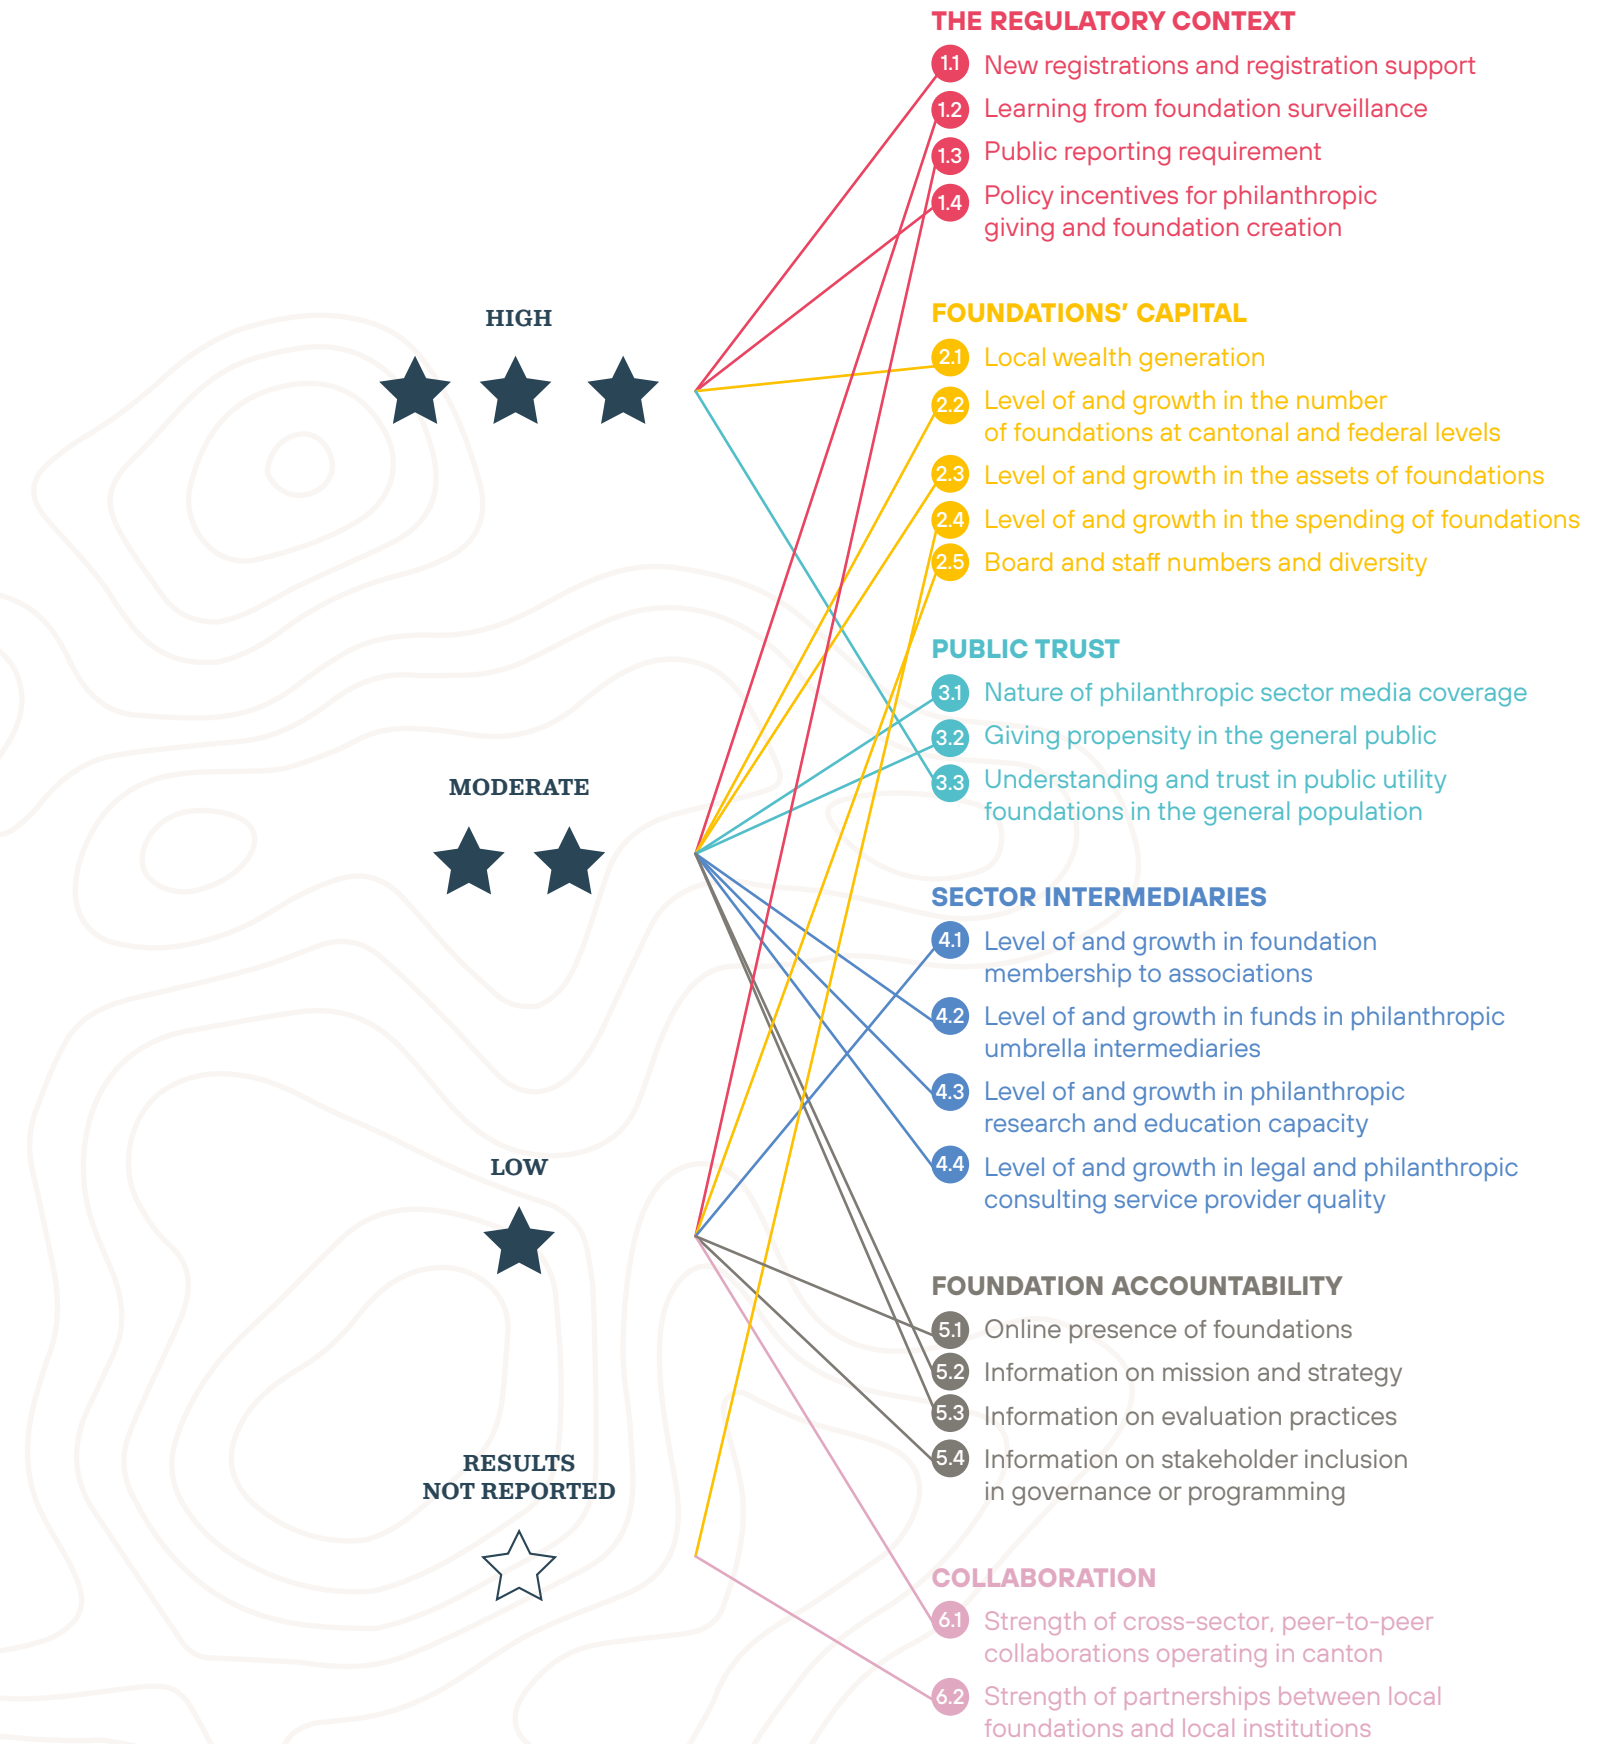 THE REGULATORY CONTEXT
1.1 New registrations and registration support
1.2 Learning from foundation surveillance
1.3 Public reporting requirement
1.4 Policy incentives for philanthropic
giving and foundation creation
HIGH
FOUNDATIONS’ CAPITAL
2.1 Local wealth generation
2.2 Level of and growth in the number
of foundations at cantonal and federal levels
2.3 Level of and growth in the assets of foundations
2.4 Level of and growth in the spending of foundations
2.5 Board and staff numbers and diversity
PUBLIC TRUST
3.1 Nature of philanthropic sector media coverage
3.2 Giving propensity in the general public
3.3 Understanding and trust in public utility
foundations in the general population
MODERATE
SECTOR INTERMEDIARIES
4.1 Level of and growth in foundation
membership to associations
4.2 Level of and growth in funds in philanthropic
umbrella intermediaries
4.3 Level of and growth in philanthropic
research and education capacity
4.4 Level of and growth in legal and philanthropic
consulting service provider quality
LOW
FOUNDATION ACCOUNTABILITY
5.1 Online presence of foundations
5.2 Information on mission and strategy
5.3 Information on evaluation practices
5.4 Information on stakeholder inclusion
in governance or programming
RESULTS
NOT REPORTED
COLLABORATION
6.1 Strength of cross-sector, peer-to-peer
collaborations operating in canton
6.2 Strength of partnerships between local
foundations and local institutions